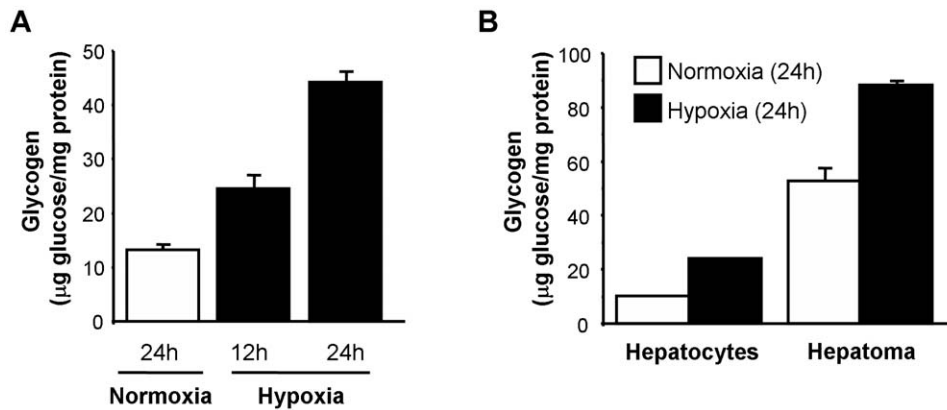 A
Glycogen
(µg glucose/mg protein)
50
40
30
20
10
0
24h 12h 24h
Normoxia Hypoxia
B
Glycogen
(µg glucose/mg protein)
100
80
60
40
20
0
Normoxia (24h)
Hypoxia (24h)
Hepatocytes Hepatoma